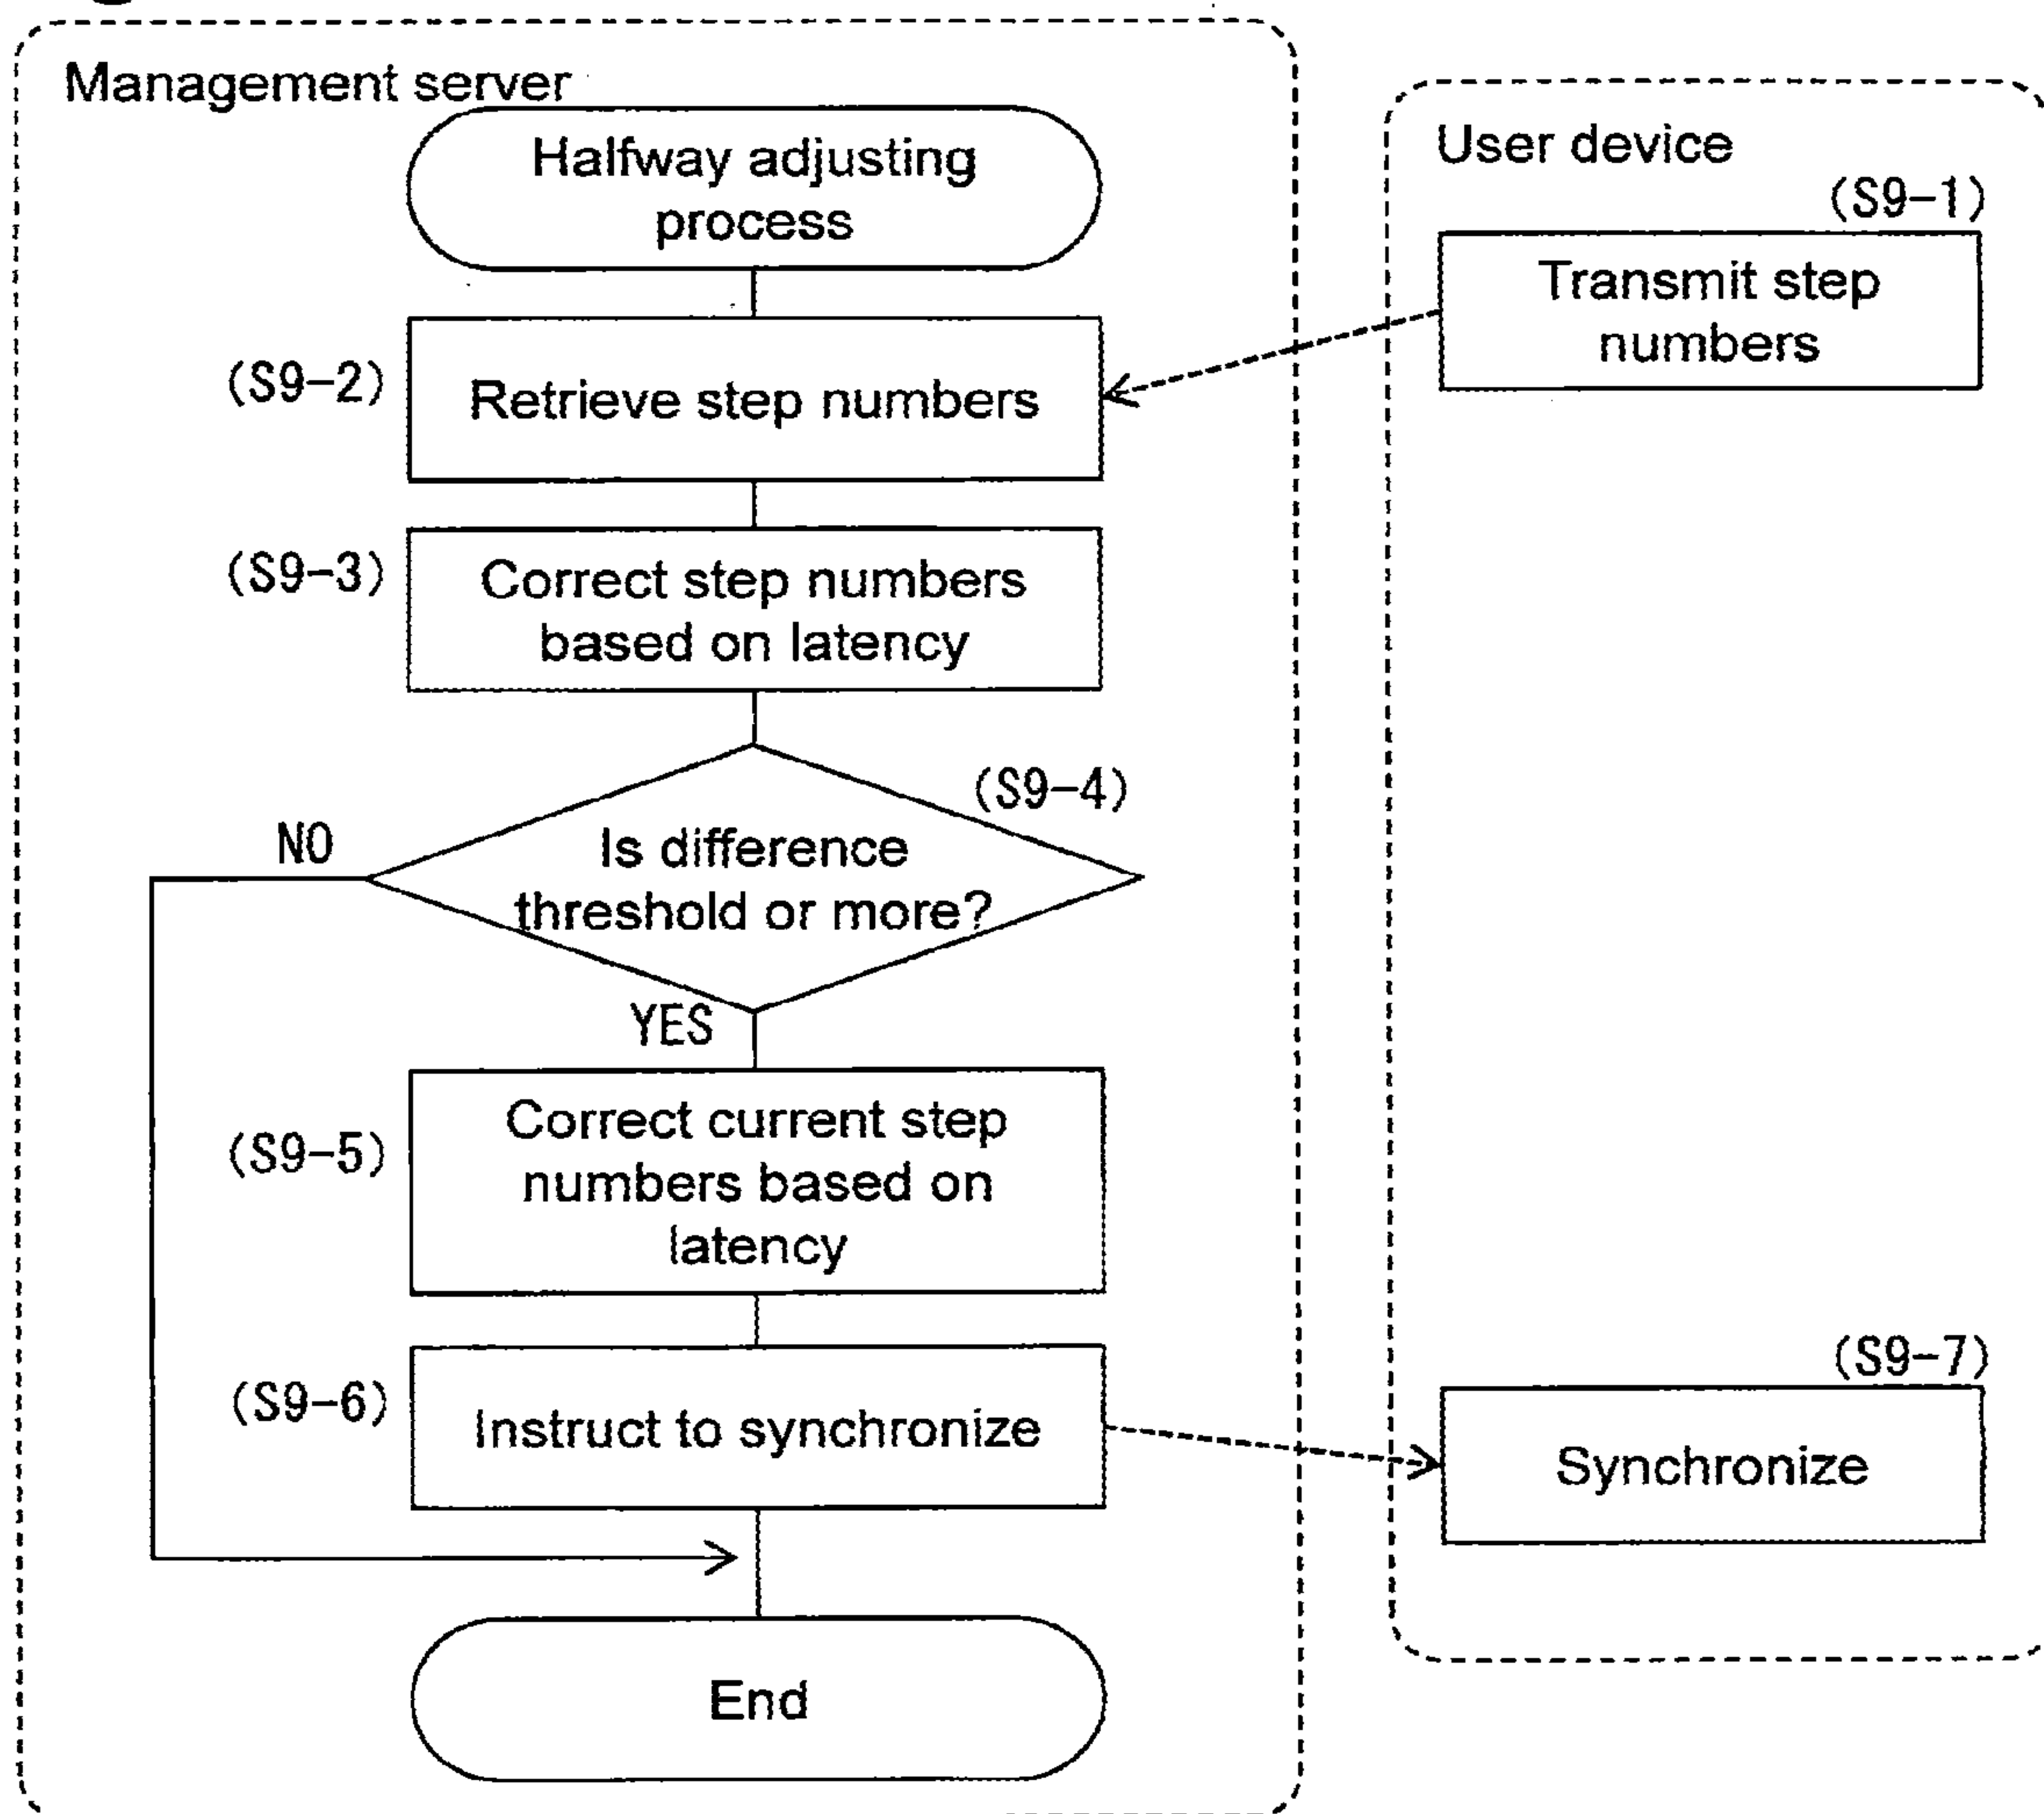 Management server
Halfway adjusting
process
User device
(S9-1)
Transmit step
numbers
(S9-2)
Retrieve step numbers
(S9-3)
Correct step numbers
based on latency
(S9-4)
NO
Is difference
threshold or more?
YES
(S9-5)
Correct current step
numbers based on
latency
(S9-6)
Instruct to synchronize
(S9-7)
Synchronize
End